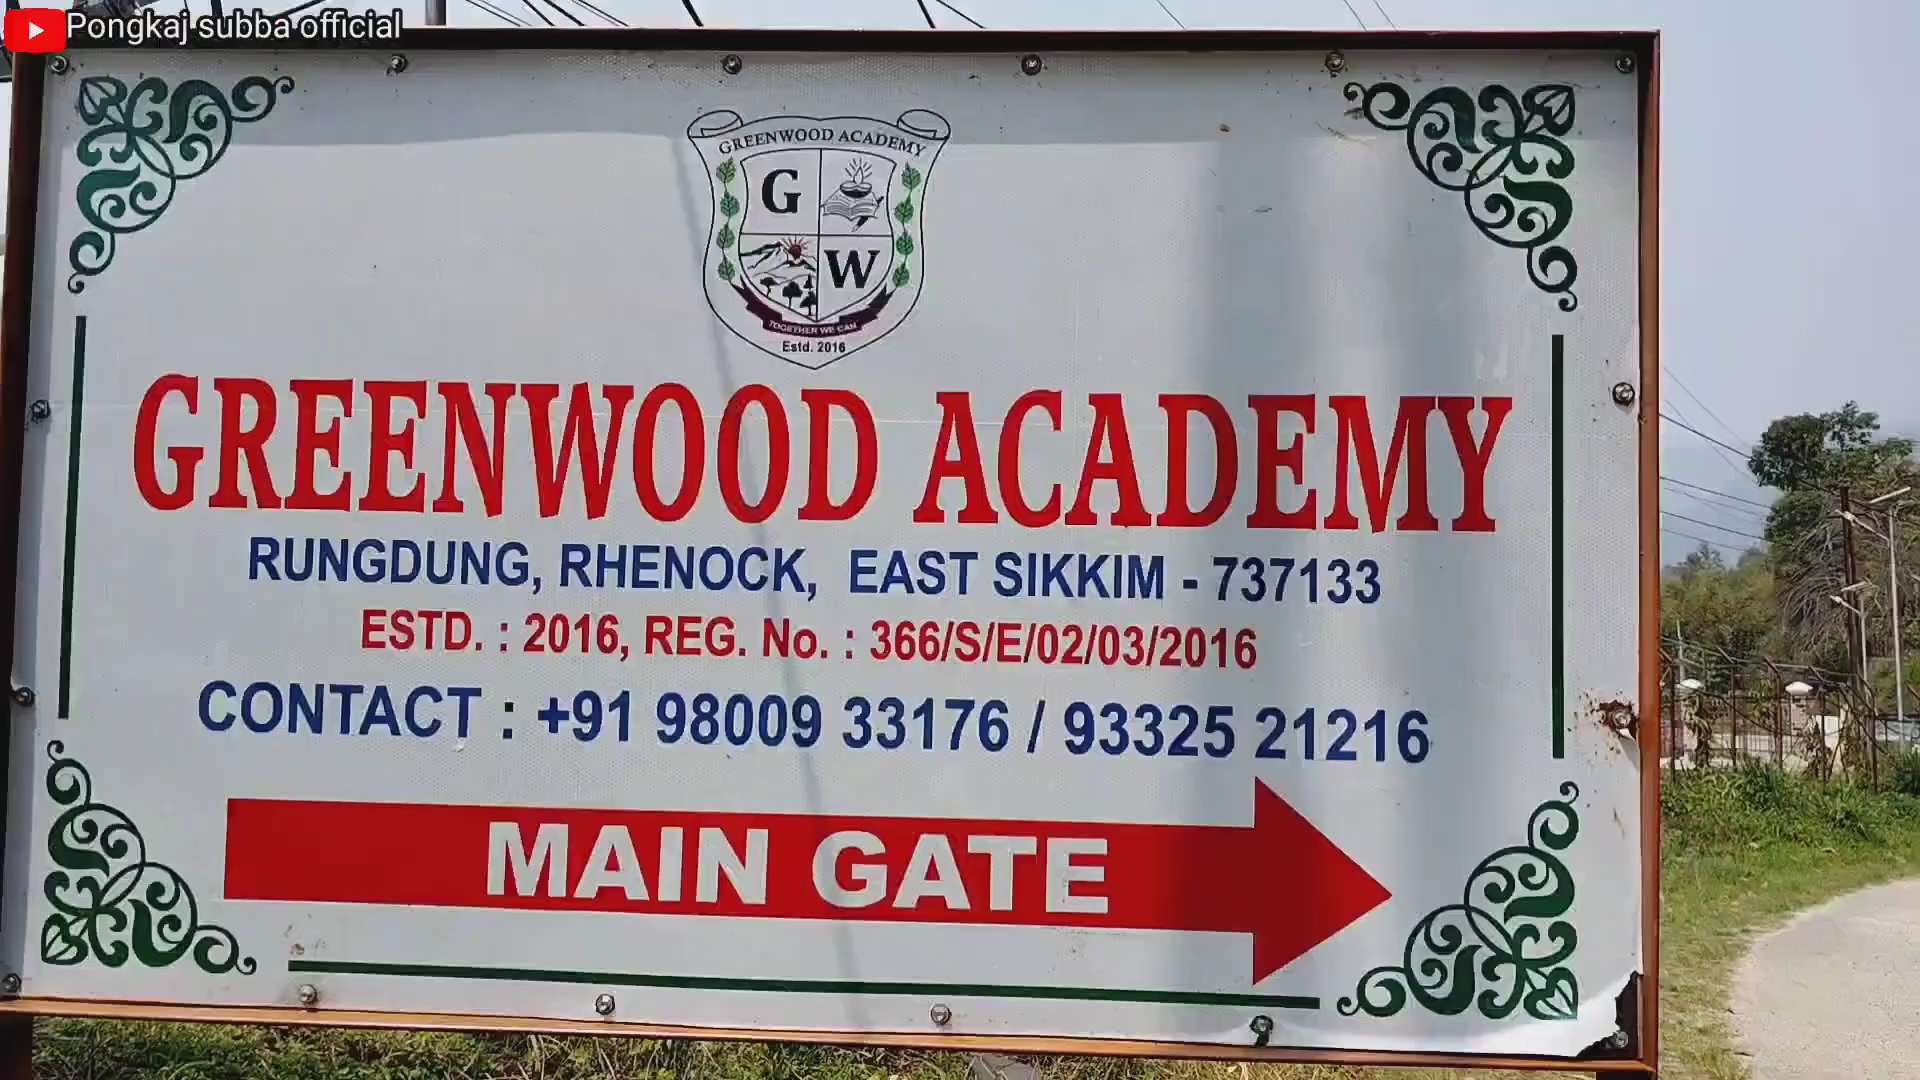 Pongkaj subba official
GREENWOOD ACADEMY
G
W
TOGETHER WE CAN
Estd. 2016
GREENWOOD ACADEMY
RUNGDUNG, RHENOCK, EAST SIKKIM - 737133
ESTD. : 2016, REG. No. : 366/S/E/02/03/2016
CONTACT : +91 98009 33176 / 93325 21216
MAIN GATE